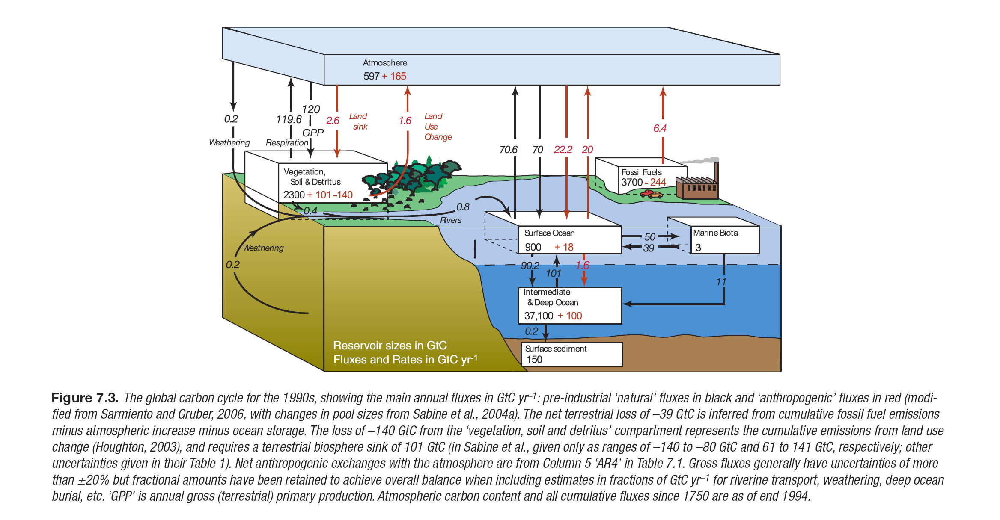 Atmosphere
597 + 165
0.2
Weathering
119.6
Respiration
120
GPP
2.6
Land
sink
1.6
Land
Use
Change
70.6
70
22.2
20
6.4
Vegetation,
Soil & Detritus
2300 + 101 -140
Fossil Fuels
3700 - 244
0.4
0.8
Rivers
Weathering
0.2
Surface Ocean
900 + 18
50
39
Marine Biota
3
90.2
101
1.6
11
Intermediate
& Deep Ocean
37,100 + 100
0.2
Surface sediment
150
Reservoir sizes in GtC
Fluxes and Rates in GtC yr-1
Figure 7.3. The global carbon cycle for the 1990s, showing the main annual fluxes in GtC yr–1: pre-industrial ‘natural’ fluxes in black and ‘anthropogenic’ fluxes in red (modi-
fied from Sarmiento and Gruber, 2006, with changes in pool sizes from Sabine et al., 2004a). The net terrestrial loss of –39 GtC is inferred from cumulative fossil fuel emissions
minus atmospheric increase minus ocean storage. The loss of –140 GtC from the ‘vegetation, soil and detritus’ compartment represents the cumulative emissions from land use
change (Houghton, 2003), and requires a terrestrial biosphere sink of 101 GtC (in Sabine et al., given only as ranges of –140 to –80 GtC and 61 to 141 GtC, respectively; other
uncertainties given in their Table 1). Net anthropogenic exchanges with the atmosphere are from Column 5 ‘AR4’ in Table 7.1. Gross fluxes generally have uncertainties of more
than ±20% but fractional amounts have been retained to achieve overall balance when including estimates in fractions of GtC yr–1 for riverine transport, weathering, deep ocean
burial, etc. ‘GPP’ is annual gross (terrestrial) primary production. Atmospheric carbon content and all cumulative fluxes since 1750 are as of end 1994.